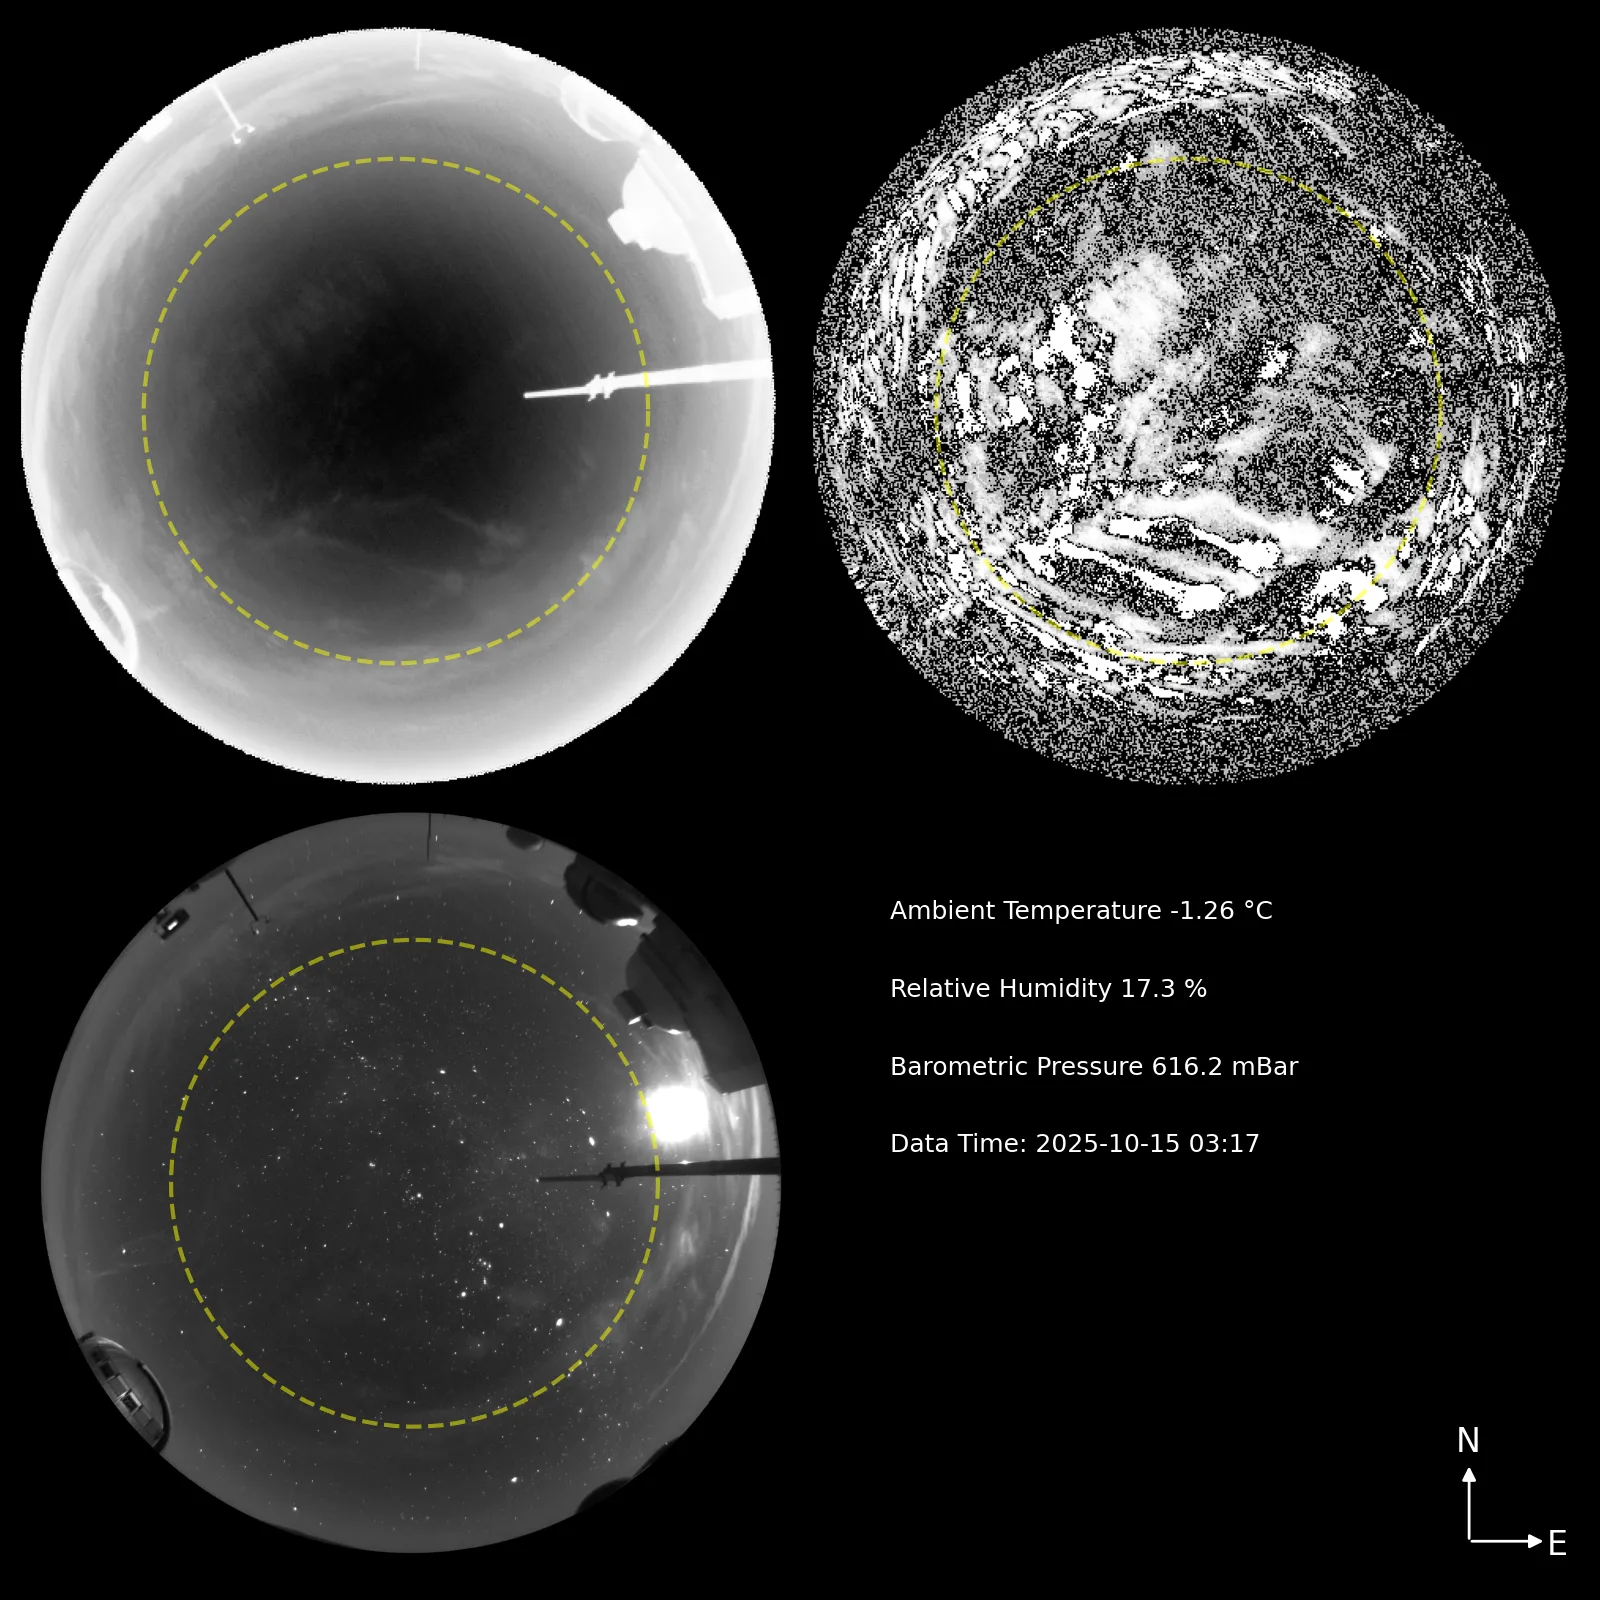 Ambient Temperature -1.26 °C
Relative Humidity 17.3 %
Barometric Pressure 616.2 mBar
Data Time: 2025-10-15 03:17
N
E